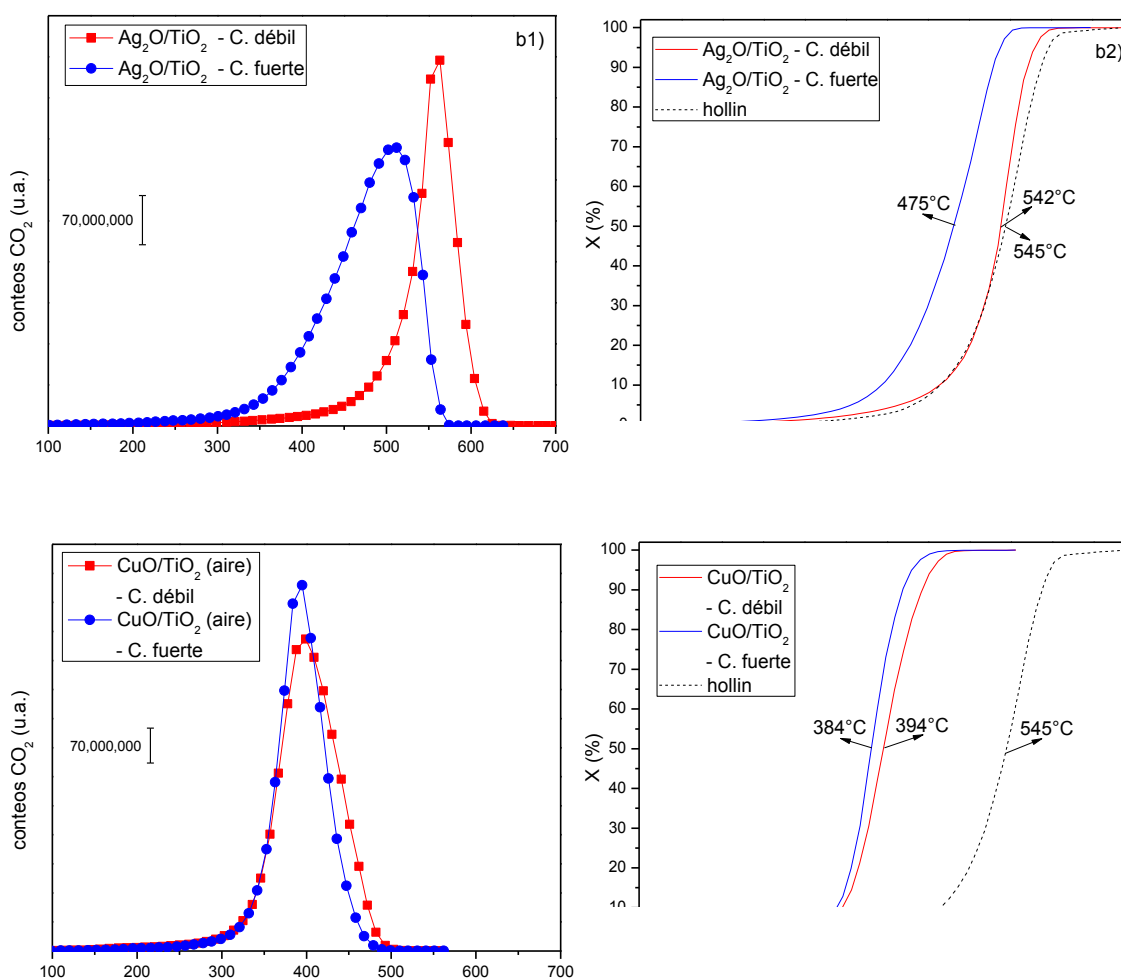 Ag₂O/TiO₂ - C. débil
Ag₂O/TiO₂ - C. fuerte
b1)
conteos CO₂ (u.a.)
70,000,000
100 200 300 400 500 600 700
Ag₂O/TiO₂ - C. débil
Ag₂O/TiO₂ - C. fuerte
hollin
b2)
X (%)
100
90
80
70
60
50
40
30
20
10
0
475°C
542°C
545°C
CuO/TiO₂ (aire)
- C. débil
CuO/TiO₂ (aire)
- C. fuerte
conteos CO₂ (u.a.)
70,000,000
100 200 300 400 500 600 700
CuO/TiO₂
- C. débil
CuO/TiO₂
- C. fuerte
hollin
X (%)
100
90
80
70
60
50
40
30
20
10
384°C
394°C
545°C